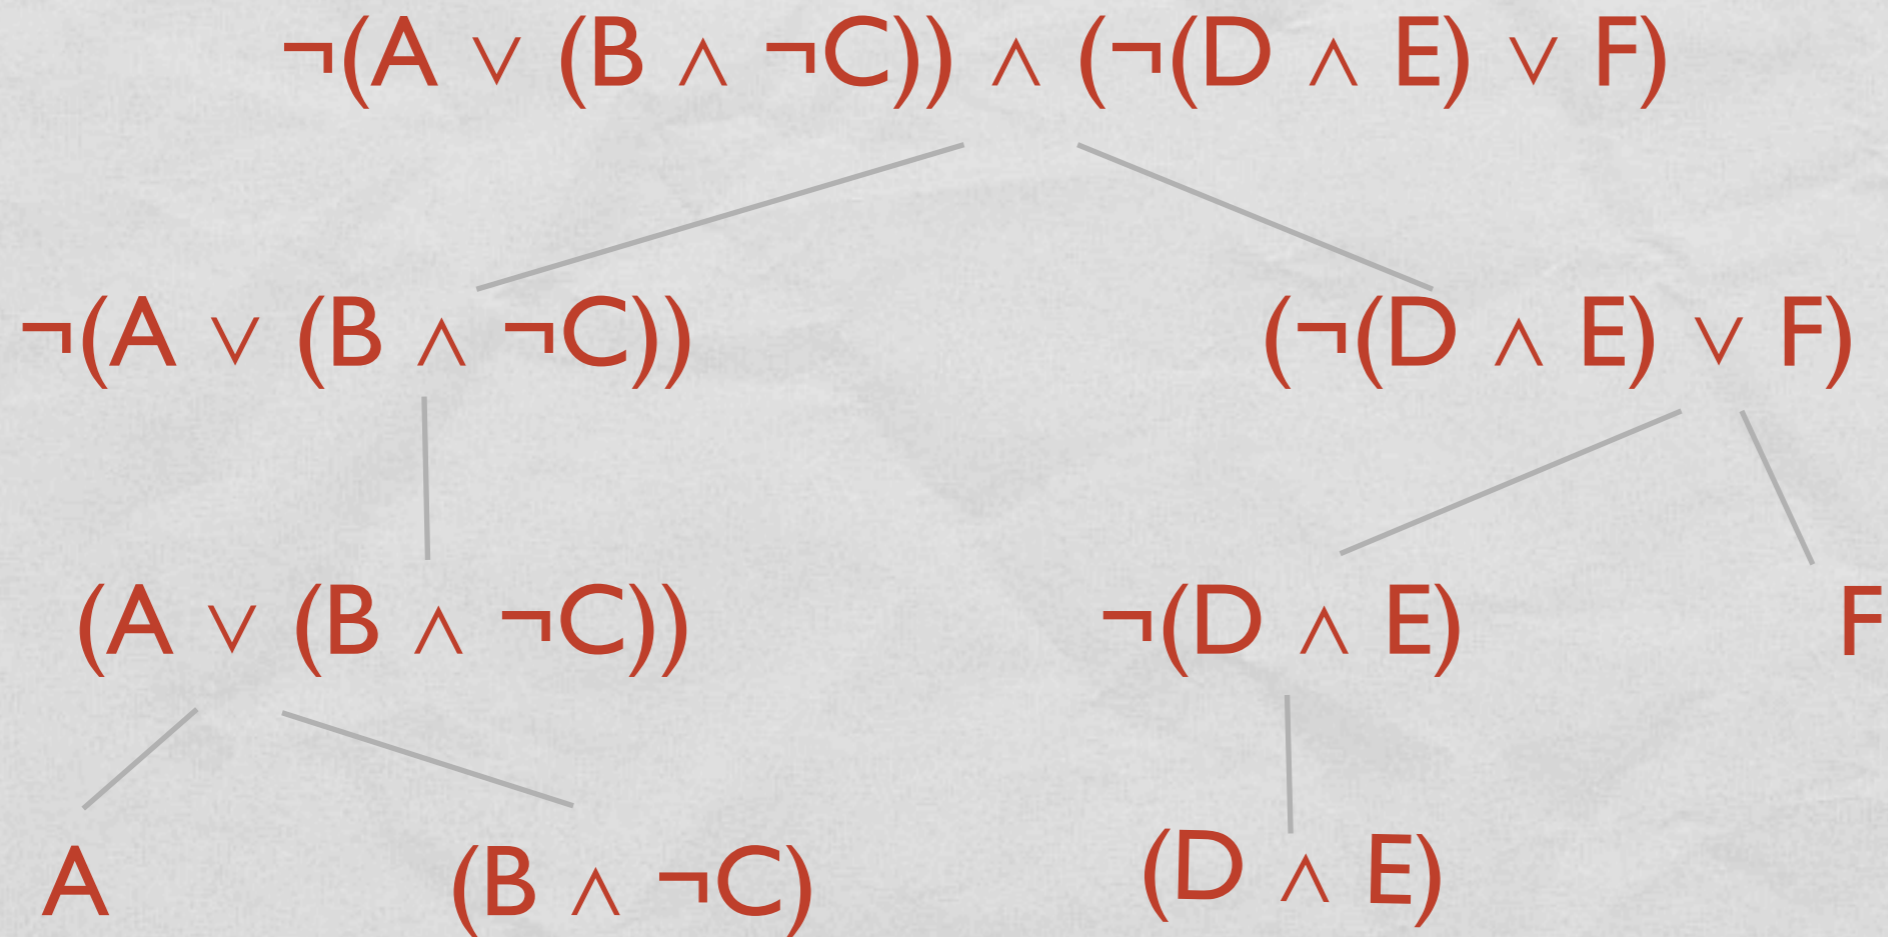 ¬(A ∨ (B ∧ ¬C)) ∧ (¬(D ∧ E) ∨ F)
¬(A ∨ (B ∧ ¬C)) (¬(D ∧ E) ∨ F)
(A ∨ (B ∧ ¬C)) ¬(D ∧ E) F
A (B ∧ ¬C) (D ∧ E)